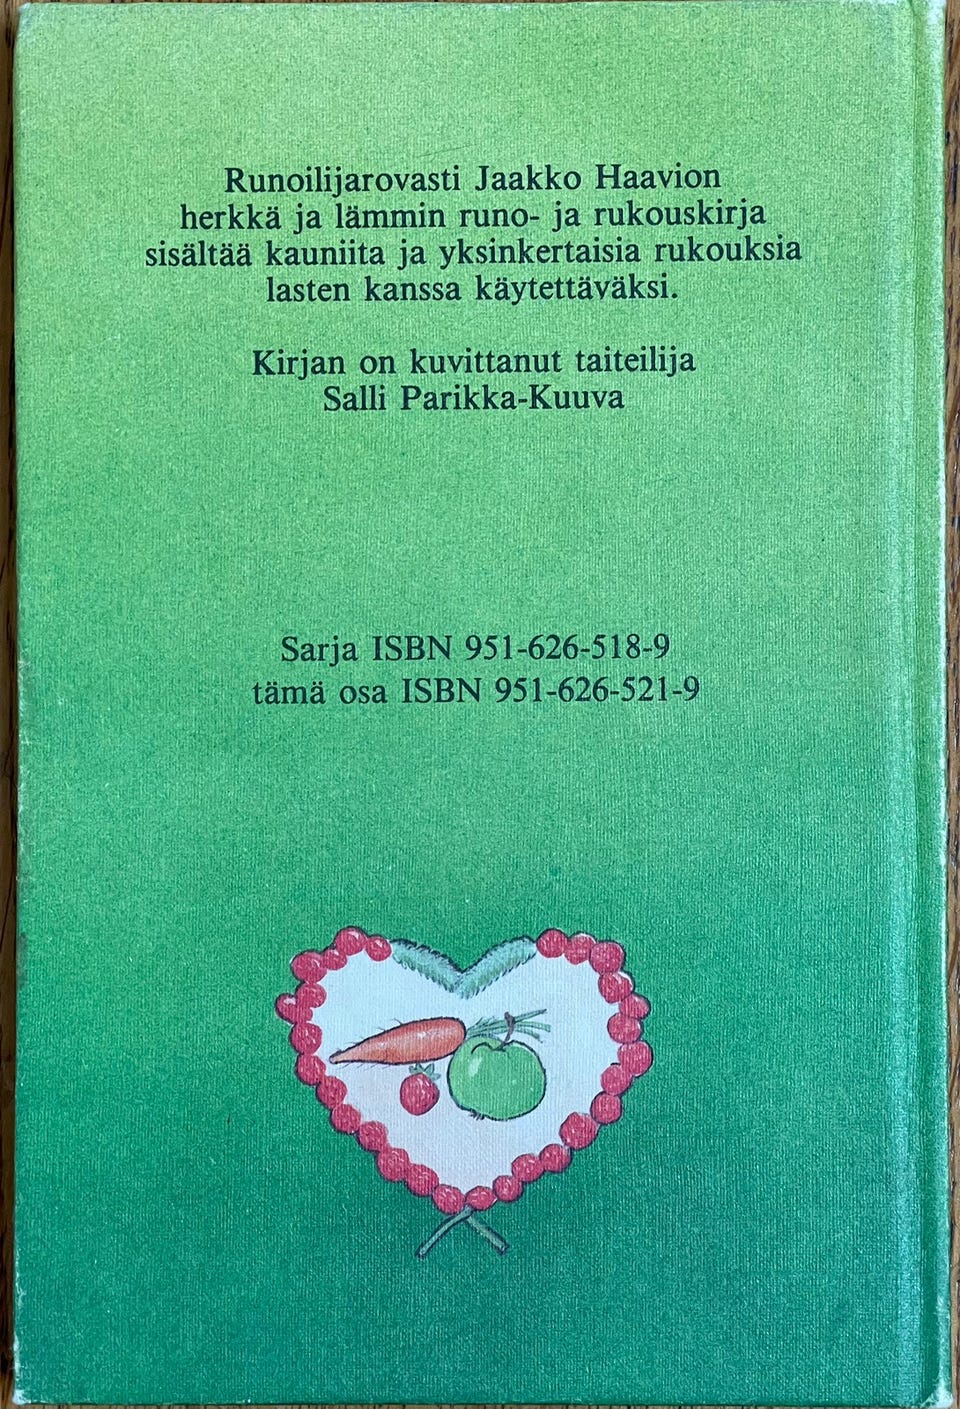 Runoilijarovasti Jaakko Haavion
herkkä ja lämmin runo- ja rukouskirja
sisältää kauniita ja yksinkertaisia rukouksia
lasten kanssa käytettäväksi.
Kirjan on kuvittanut taiteilija
Salli Parikka-Kuuva
Sarja ISBN 951-626-518-9
tämä osa ISBN 951-626-521-9